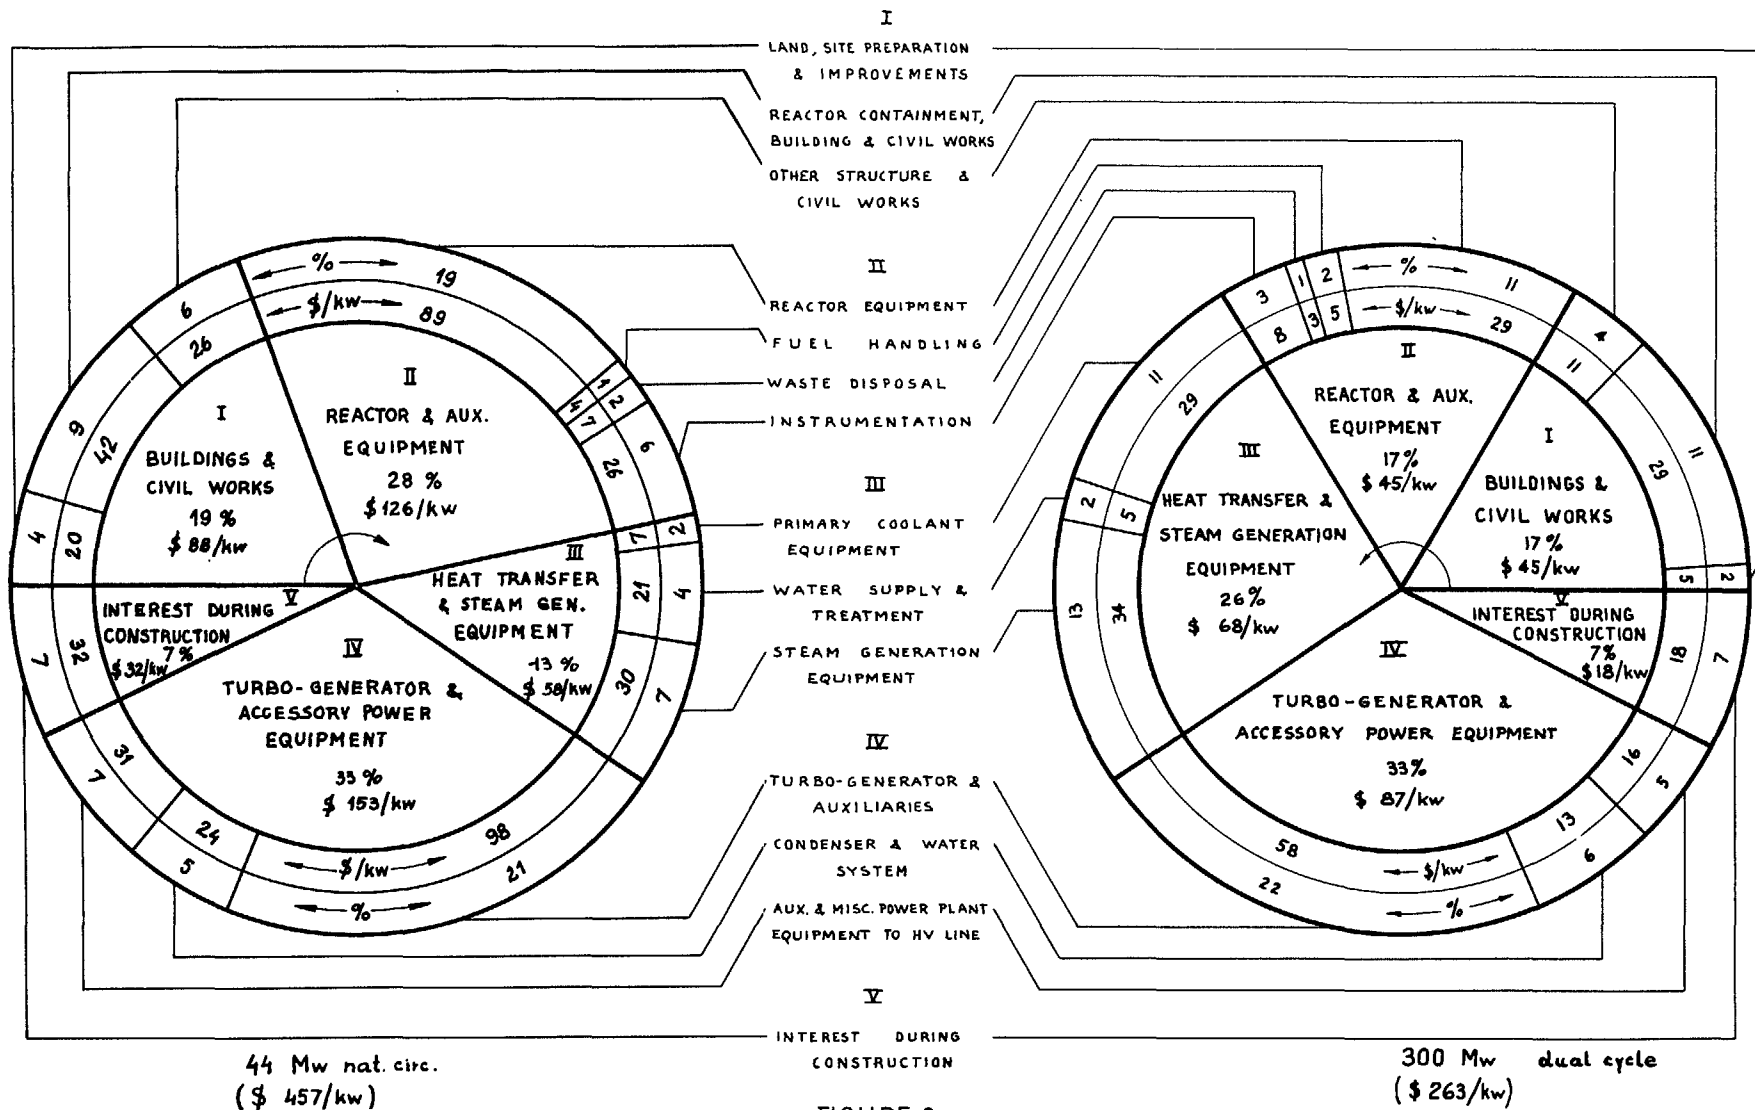 I
LAND, SITE PREPARATION
& IMPROVEMENTS
REACTOR CONTAINMENT,
BUILDING & CIVIL WORKS
OTHER STRUCTURE &
CIVIL WORKS
II
REACTOR EQUIPMENT
FUEL HANDLING
WASTE DISPOSAL
INSTRUMENTATION
III
PRIMARY COOLANT
EQUIPMENT
WATER SUPPLY &
TREATMENT
STEAM GENERATION
EQUIPMENT
IV
TURBO-GENERATOR &
AUXILIARIES
CONDENSER & WATER
SYSTEM
AUX. & MISC. POWER PLANT
EQUIPMENT TO HV LINE
V
INTEREST DURING
CONSTRUCTION
%
19
$/kw
89
1
4
2
7
6
26
2
7
4
21
7
30
21
98
$/kw
%
5
24
7
31
7
32
4
20
9
42
6
26
I
BUILDINGS &
CIVIL WORKS
19 %
$ 88/kw
II
REACTOR & AUX.
EQUIPMENT
28 %
$126/kw
III
HEAT TRANSFER
& STEAM GEN.
EQUIPMENT
13 %
$ 58/kw
IV
TURBO-GENERATOR &
ACCESSORY POWER
EQUIPMENT
33 %
$ 153/kw
V
INTEREST DURING
CONSTRUCTION
7%
$32/kw
44 Mw nat. circ.
($ 457/kw)
3
8
1
3
2
5
%
11
$/kw
29
4
11
11
29
2
5
7
18
5
16
6
13
$/kw
%
58
22
13
34
2
5
11
29
II
REACTOR & AUX.
EQUIPMENT
17%
$45/kw
I
BUILDINGS &
CIVIL WORKS
17%
$45/kw
III
HEAT TRANSFER &
STEAM GENERATION
EQUIPMENT
26%
$ 68/kw
V
INTEREST DURING
CONSTRUCTION
7%
$18/kw
IV
TURBO-GENERATOR &
ACCESSORY POWER EQUIPMENT
33%
$ 87/kw
300 Mw dual cycle
($ 263/kw)